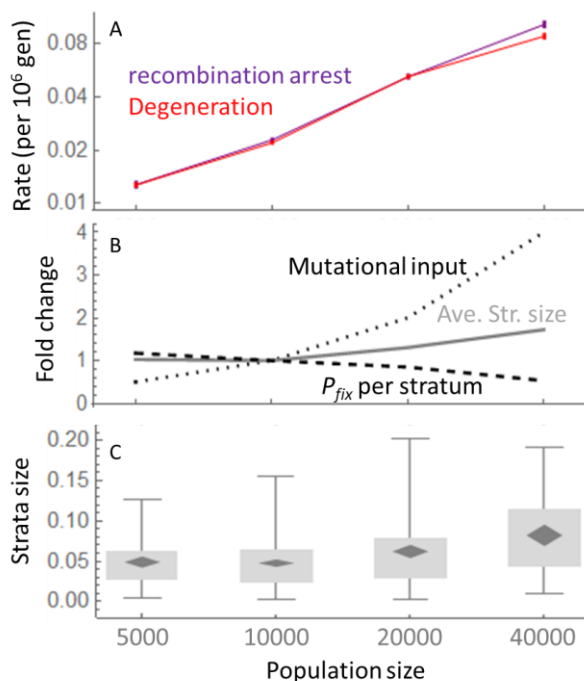 A
0.08
recombination arrest
Degeneration
0.04
0.02
0.01
Rate (per 10⁶ gen)
B
4
Mutational input
3
Ave. Str. size
2
1
P_fix per stratum
0
Fold change
C
0.20
0.15
0.10
0.05
0.00
Strata size
5000 10000 20000 40000
Population size